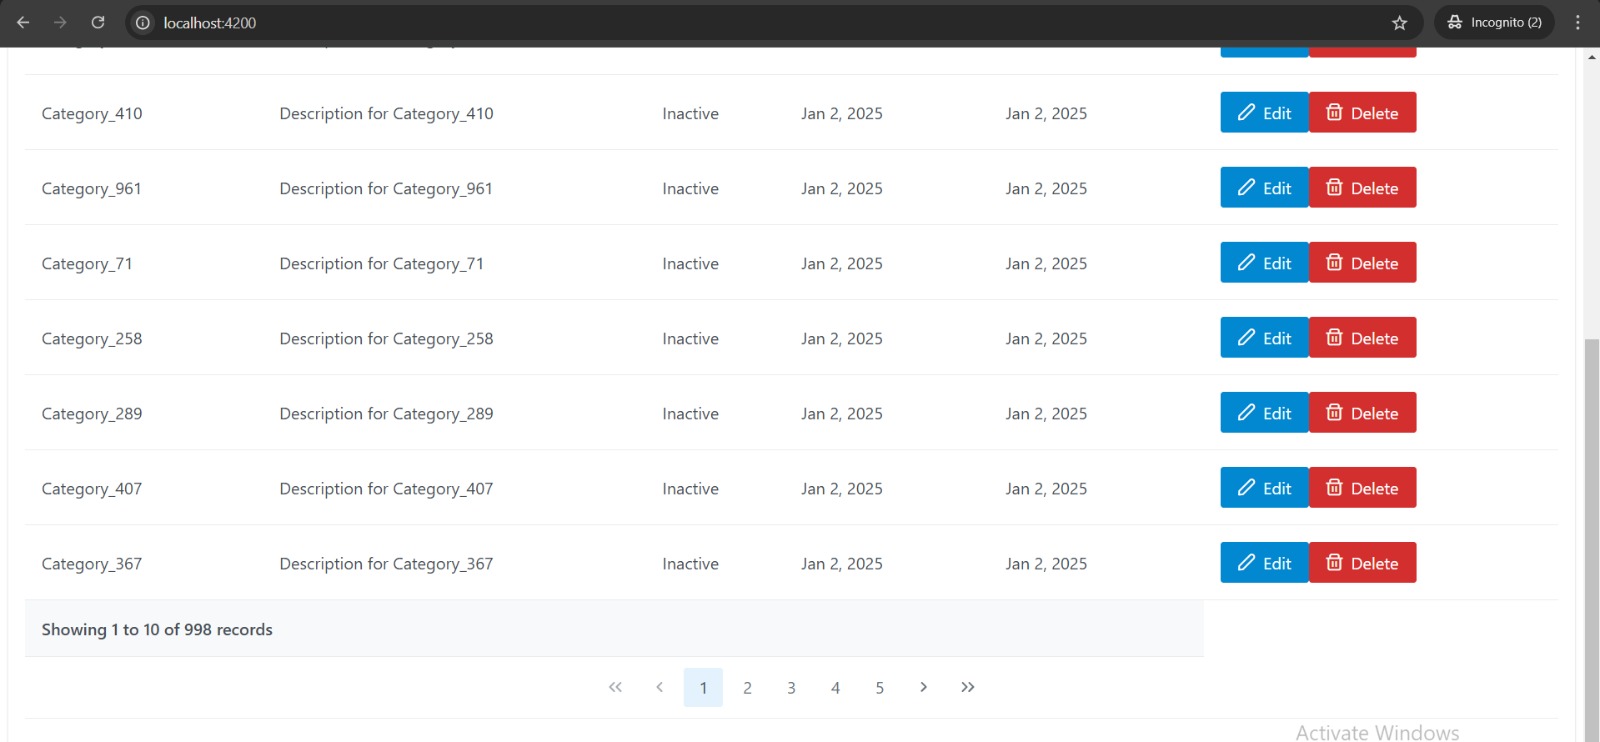 localhost:4200 Incognito (2)
Category_410 Description for Category_410 Inactive Jan 2, 2025 Jan 2, 2025 Edit Delete
Category_961 Description for Category_961 Inactive Jan 2, 2025 Jan 2, 2025 Edit Delete
Category_71 Description for Category_71 Inactive Jan 2, 2025 Jan 2, 2025 Edit Delete
Category_258 Description for Category_258 Inactive Jan 2, 2025 Jan 2, 2025 Edit Delete
Category_289 Description for Category_289 Inactive Jan 2, 2025 Jan 2, 2025 Edit Delete
Category_407 Description for Category_407 Inactive Jan 2, 2025 Jan 2, 2025 Edit Delete
Category_367 Description for Category_367 Inactive Jan 2, 2025 Jan 2, 2025 Edit Delete
Showing 1 to 10 of 998 records
1 2 3 4 5
Activate Windows